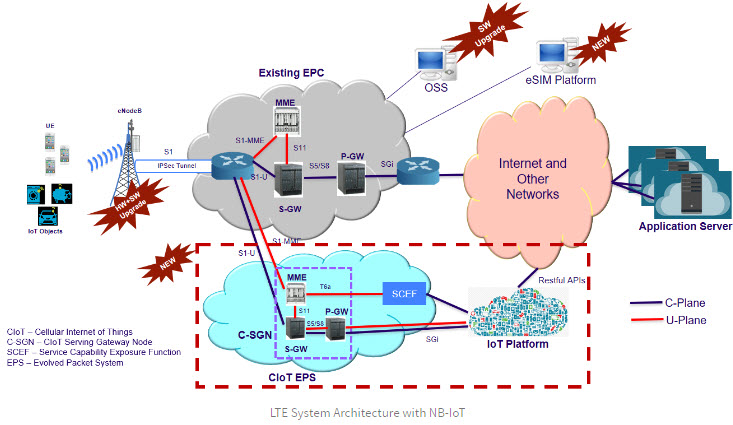 SW
Upgrade
NEW
Existing EPC
OSS
eSIM Platform
MME
eNodeB
UE
S1
IPSec Tunnel
S1-MME
S11
S1-U
S5/S8
P-GW
SGi
S-GW
Internet and
Other
Networks
IoT Objects
HW+SW
Upgrade
Application Server
NEW
S1-MME
S1-U
MME
T6a
SCEF
Restful APIs
S11
P-GW
S5/S8
C-SGN
S-GW
SGi
IoT Platform
CIoT EPS
C-Plane
U-Plane
CIoT – Cellular Internet of Things
C-SGN – CIoT Serving Gateway Node
SCEF – Service Capability Exposure Function
EPS – Evolved Packet System
LTE System Architecture with NB-IoT